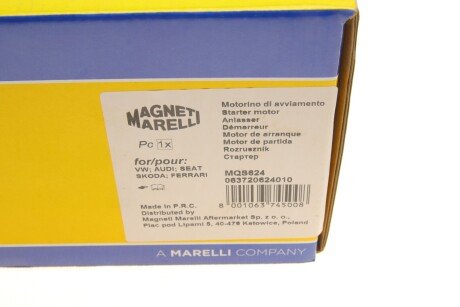 MAGNETI
MARELLI
Pc 1x
for/pour:
VW; AUDI; SEAT
SKODA; FERRARI
Motorino di avviamento
Starter motor
Anlasser
Démarreur
Motor de arranque
Motor de partida
Rozrusznik
Стартер
MQS624
063720624010
8 001063 745008
Made in P.R.C.
Distributed by
Magneti Marelli Aftermarket Sp. z o.o.,
Plac pod Lipami 5, 40-476 Katowice, Poland
A MARELLI COMPANY